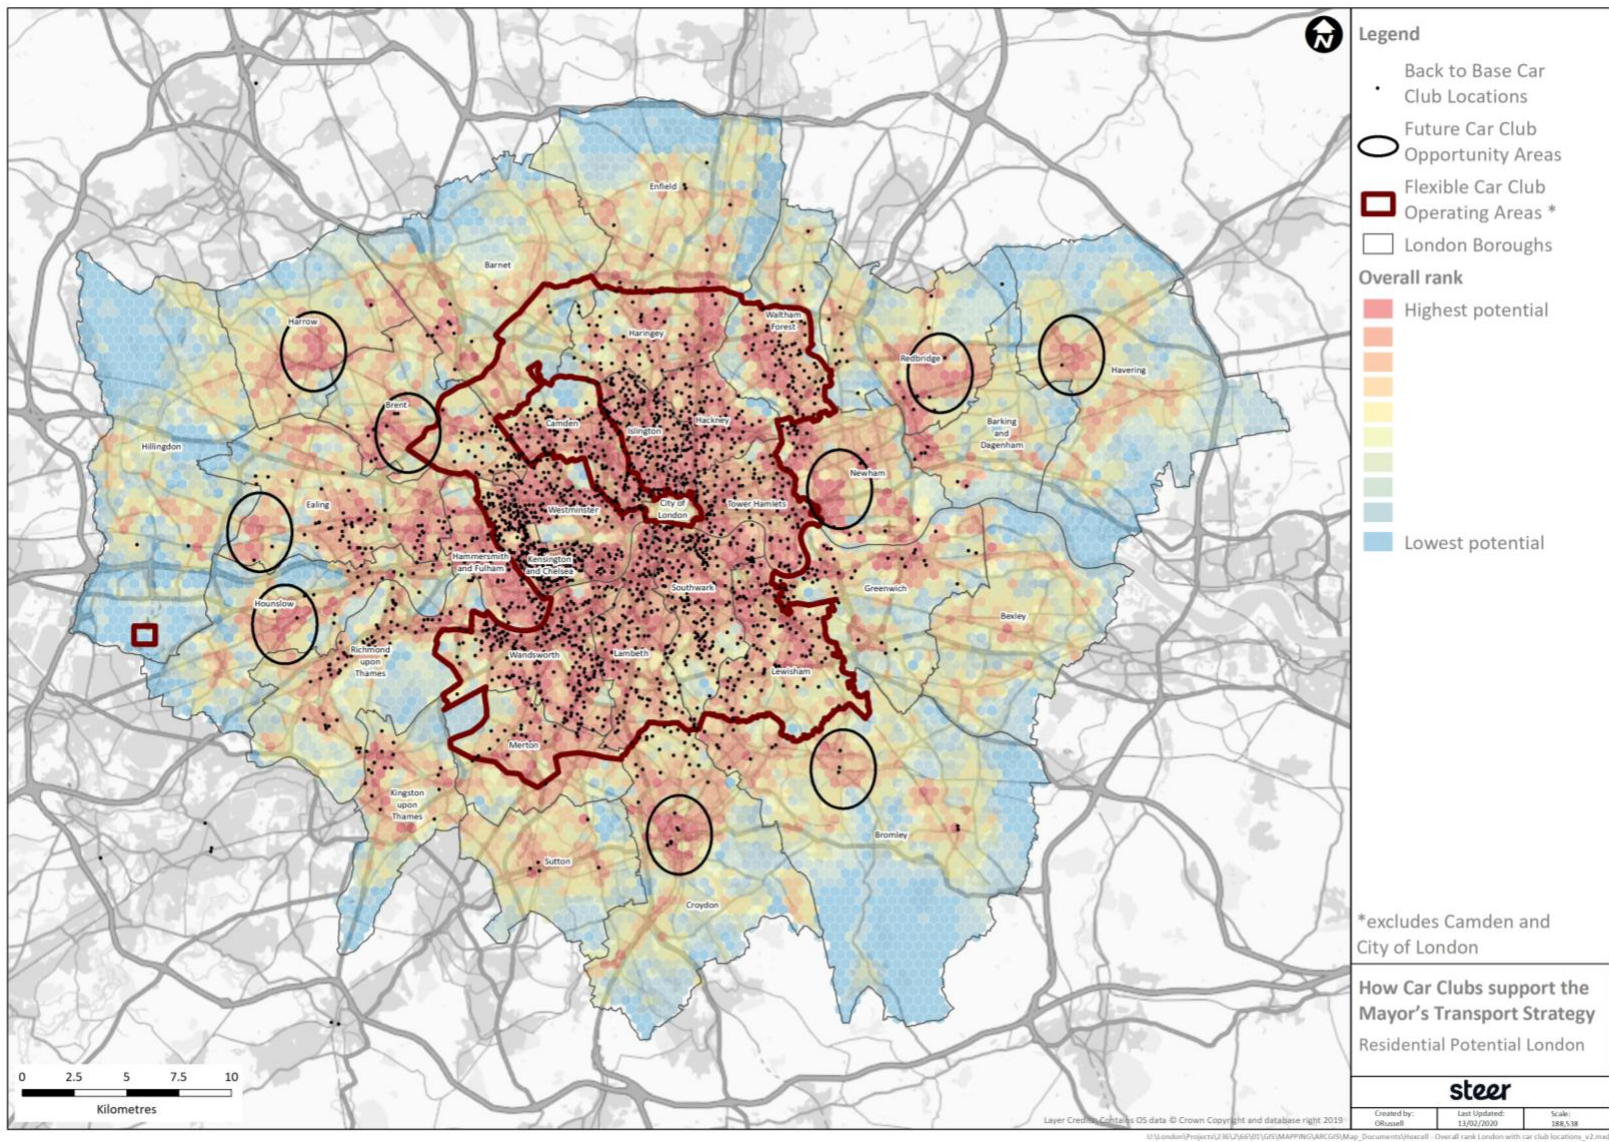 N
Legend
Back to Base Car
Club Locations
Future Car Club
Opportunity Areas
Flexible Car Club
Operating Areas *
London Boroughs
Overall rank
Highest potential
Lowest potential
*excludes Camden and
City of London
How Car Clubs support the
Mayor's Transport Strategy
Residential Potential London
steer
Created by:
ORussell
Last Updated:
13/02/2020
Scale:
188,538
Enfield
Barnet
Harrow
Haringey
Waltham
Forest
Redbridge
Havering
Brent
Camden
Islington
Hackney
Barking
and
Dagenham
Hillingdon
Newham
Ealing
Westminster
City of
London
Tower Hamlets
Hammersmith
and Fulham
Kensington
and Chelsea
Southwark
Greenwich
Hounslow
Bexley
Richmond
upon
Thames
Wandsworth
Lambeth
Lewisham
Merton
Kingston
upon
Thames
Bromley
Sutton
Croydon
0 2.5 5 7.5 10
Kilometres
Layer Credits: Contains OS data © Crown Copyright and database right 2019